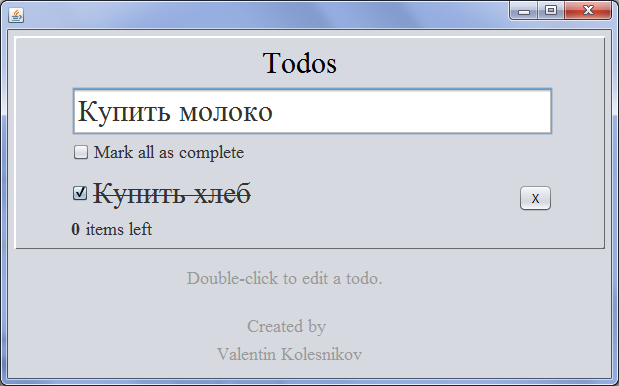 Todos
Купить молоко
Mark all as complete
Купить хлеб
X
0 items left
Double-click to edit a todo.
Created by
Valentin Kolesnikov